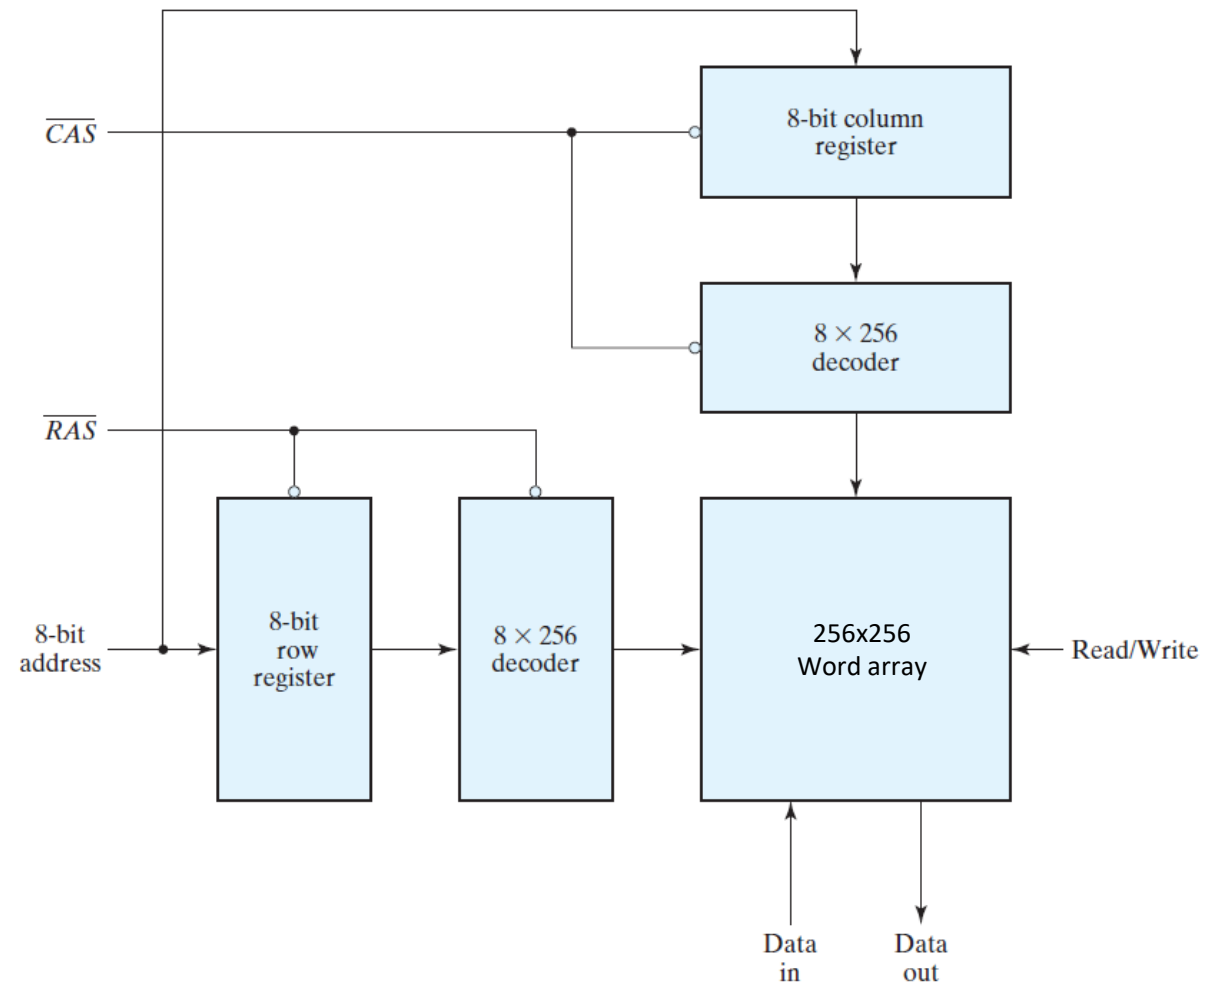 8-bit column
register
CAS
8 × 256
decoder
RAS
8-bit
row
register
8 × 256
decoder
256x256
Word array
8-bit
address
Read/Write
Data
in
Data
out